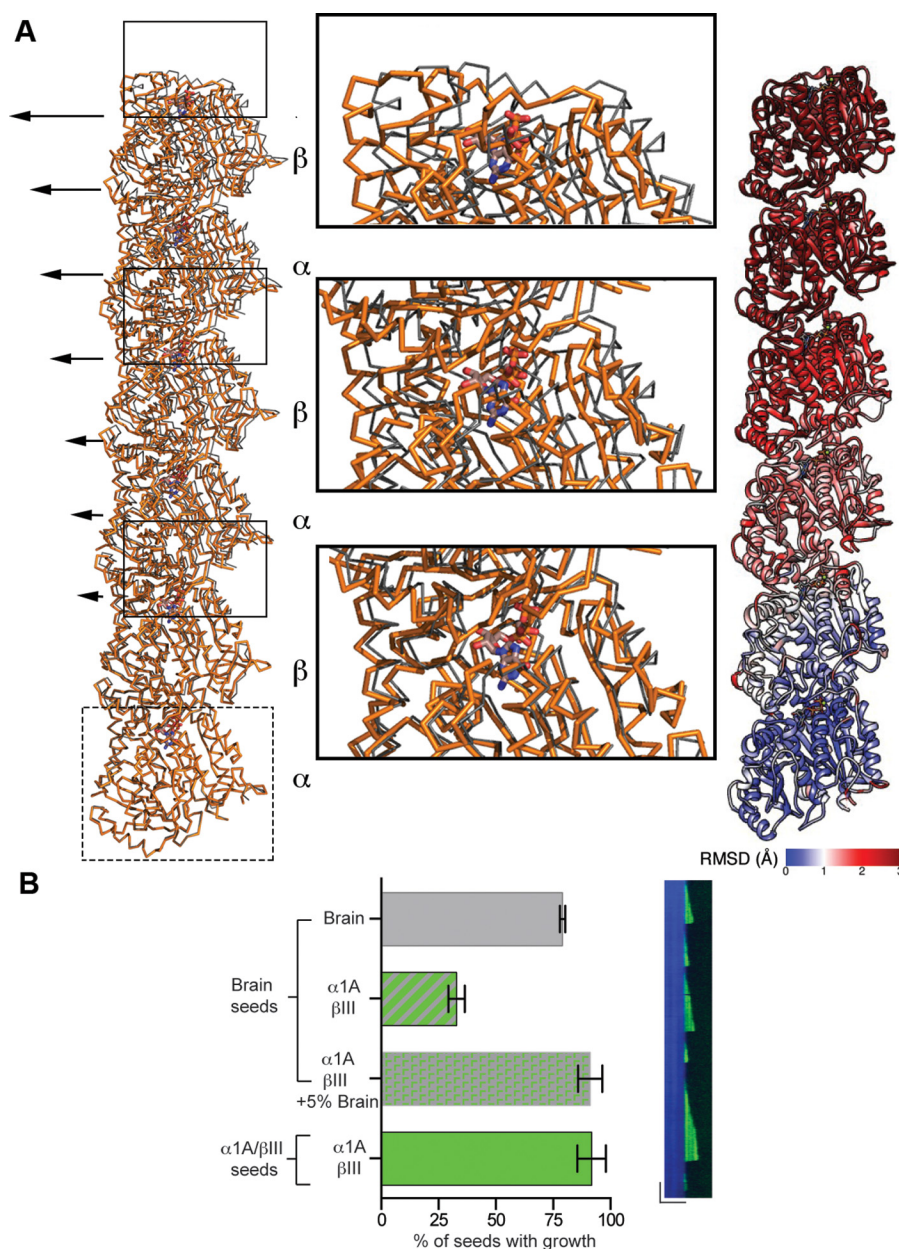 A
β
α
β
α
β
α
RMSD (Å)
0 1 2 3
B
Brain
Brain
seeds
α1A
βIII
α1A
βIII
+5% Brain
α1A/βIII
seeds
α1A
βIII
0 25 50 75 100
% of seeds with growth